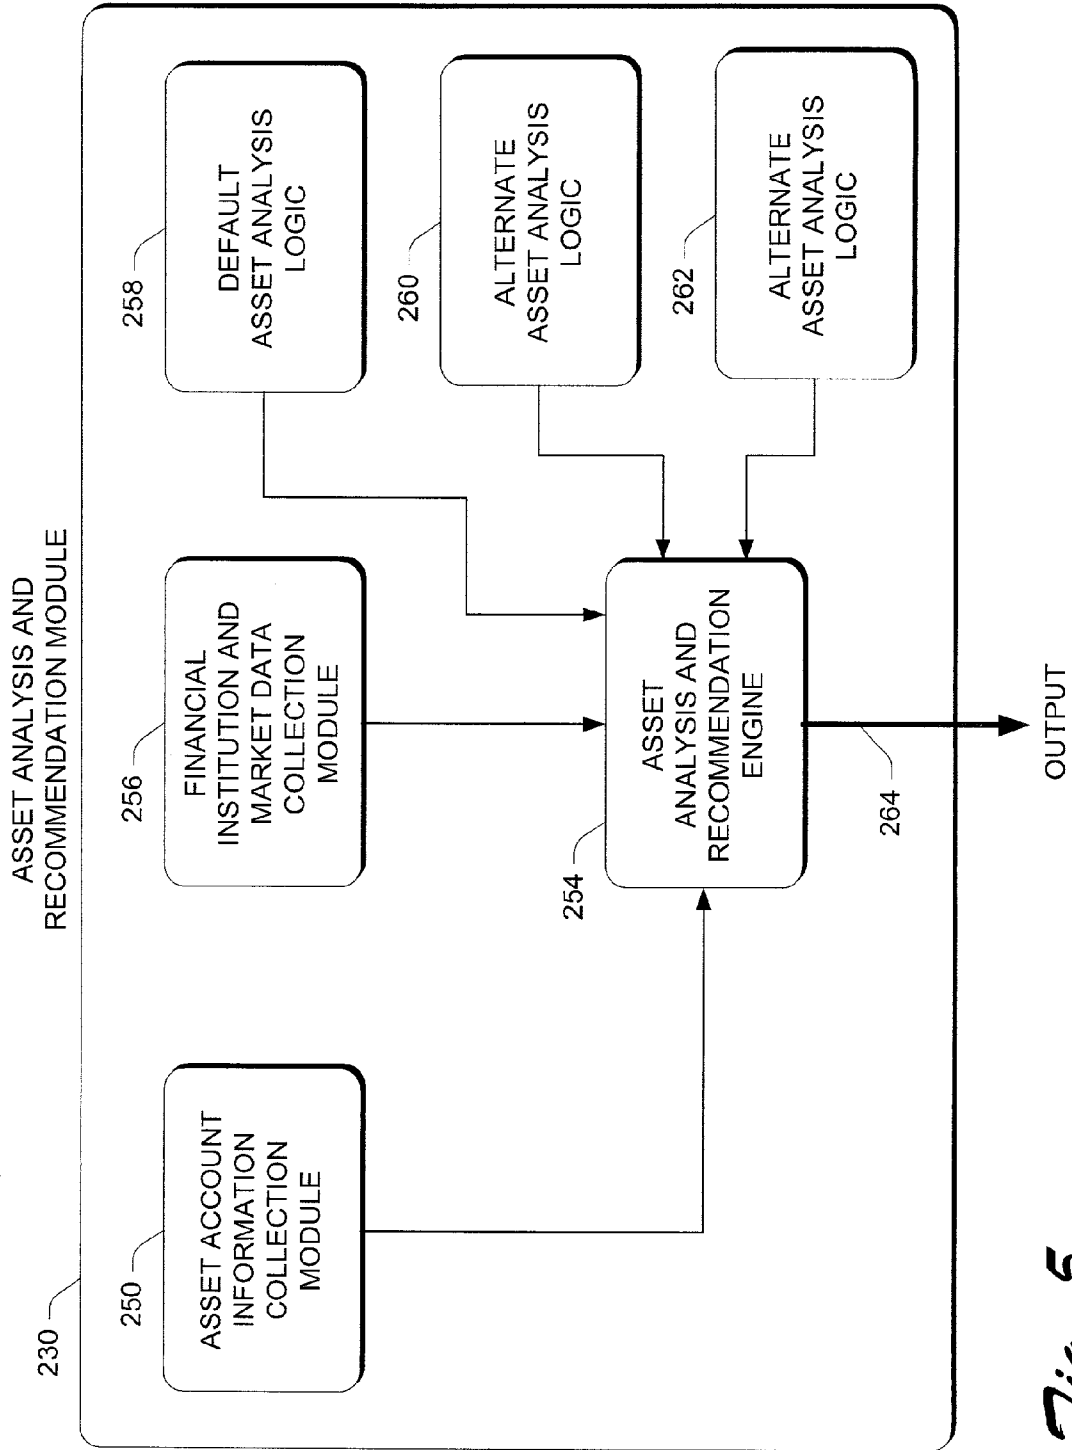 ASSET ANALYSIS AND
RECOMMENDATION MODULE
230
250
ASSET ACCOUNT
INFORMATION
COLLECTION
MODULE
256
FINANCIAL
INSTITUTION AND
MARKET DATA
COLLECTION
MODULE
258
DEFAULT
ASSET ANALYSIS
LOGIC
260
ALTERNATE
ASSET ANALYSIS
LOGIC
262
ALTERNATE
ASSET ANALYSIS
LOGIC
254
ASSET
ANALYSIS AND
RECOMMENDATION
ENGINE
264
OUTPUT
Fig. 5